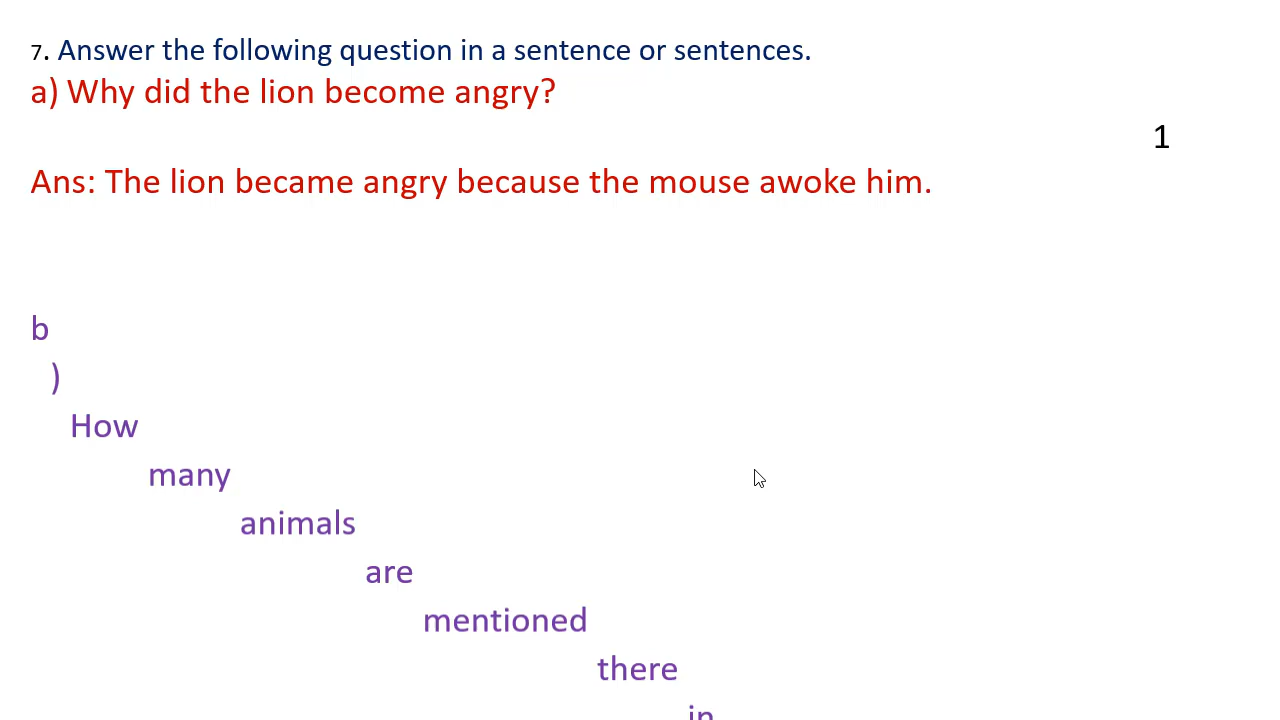 7. Answer the following question in a sentence or sentences.
a) Why did the lion become angry?
1
Ans: The lion became angry because the mouse awoke him.
b
)
How
many
animals
are
mentioned
there
in